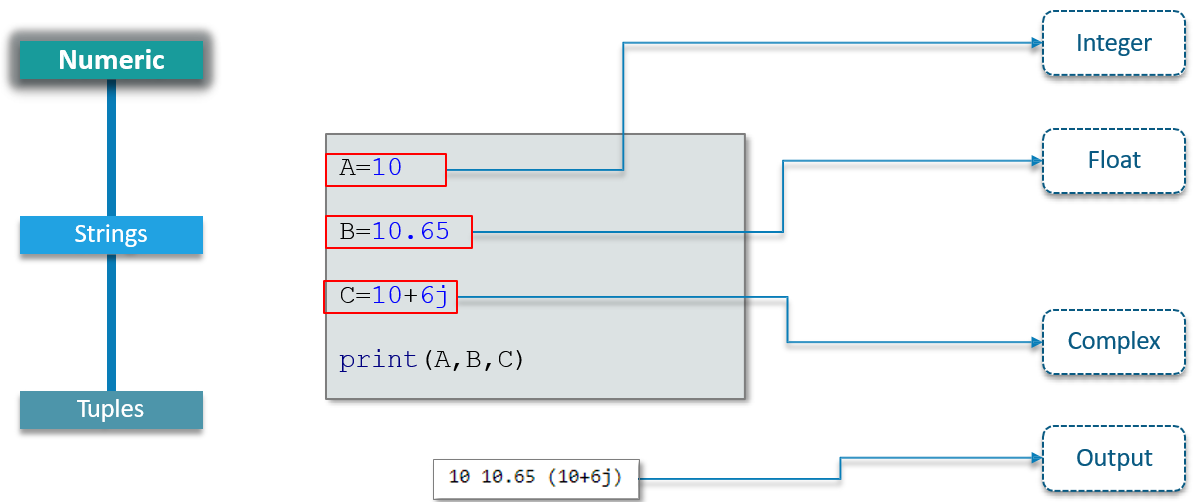 Numeric
Strings
Tuples
A=10
B=10.65
C=10+6j
print(A,B,C)
10 10.65 (10+6j)
Integer
Float
Complex
Output